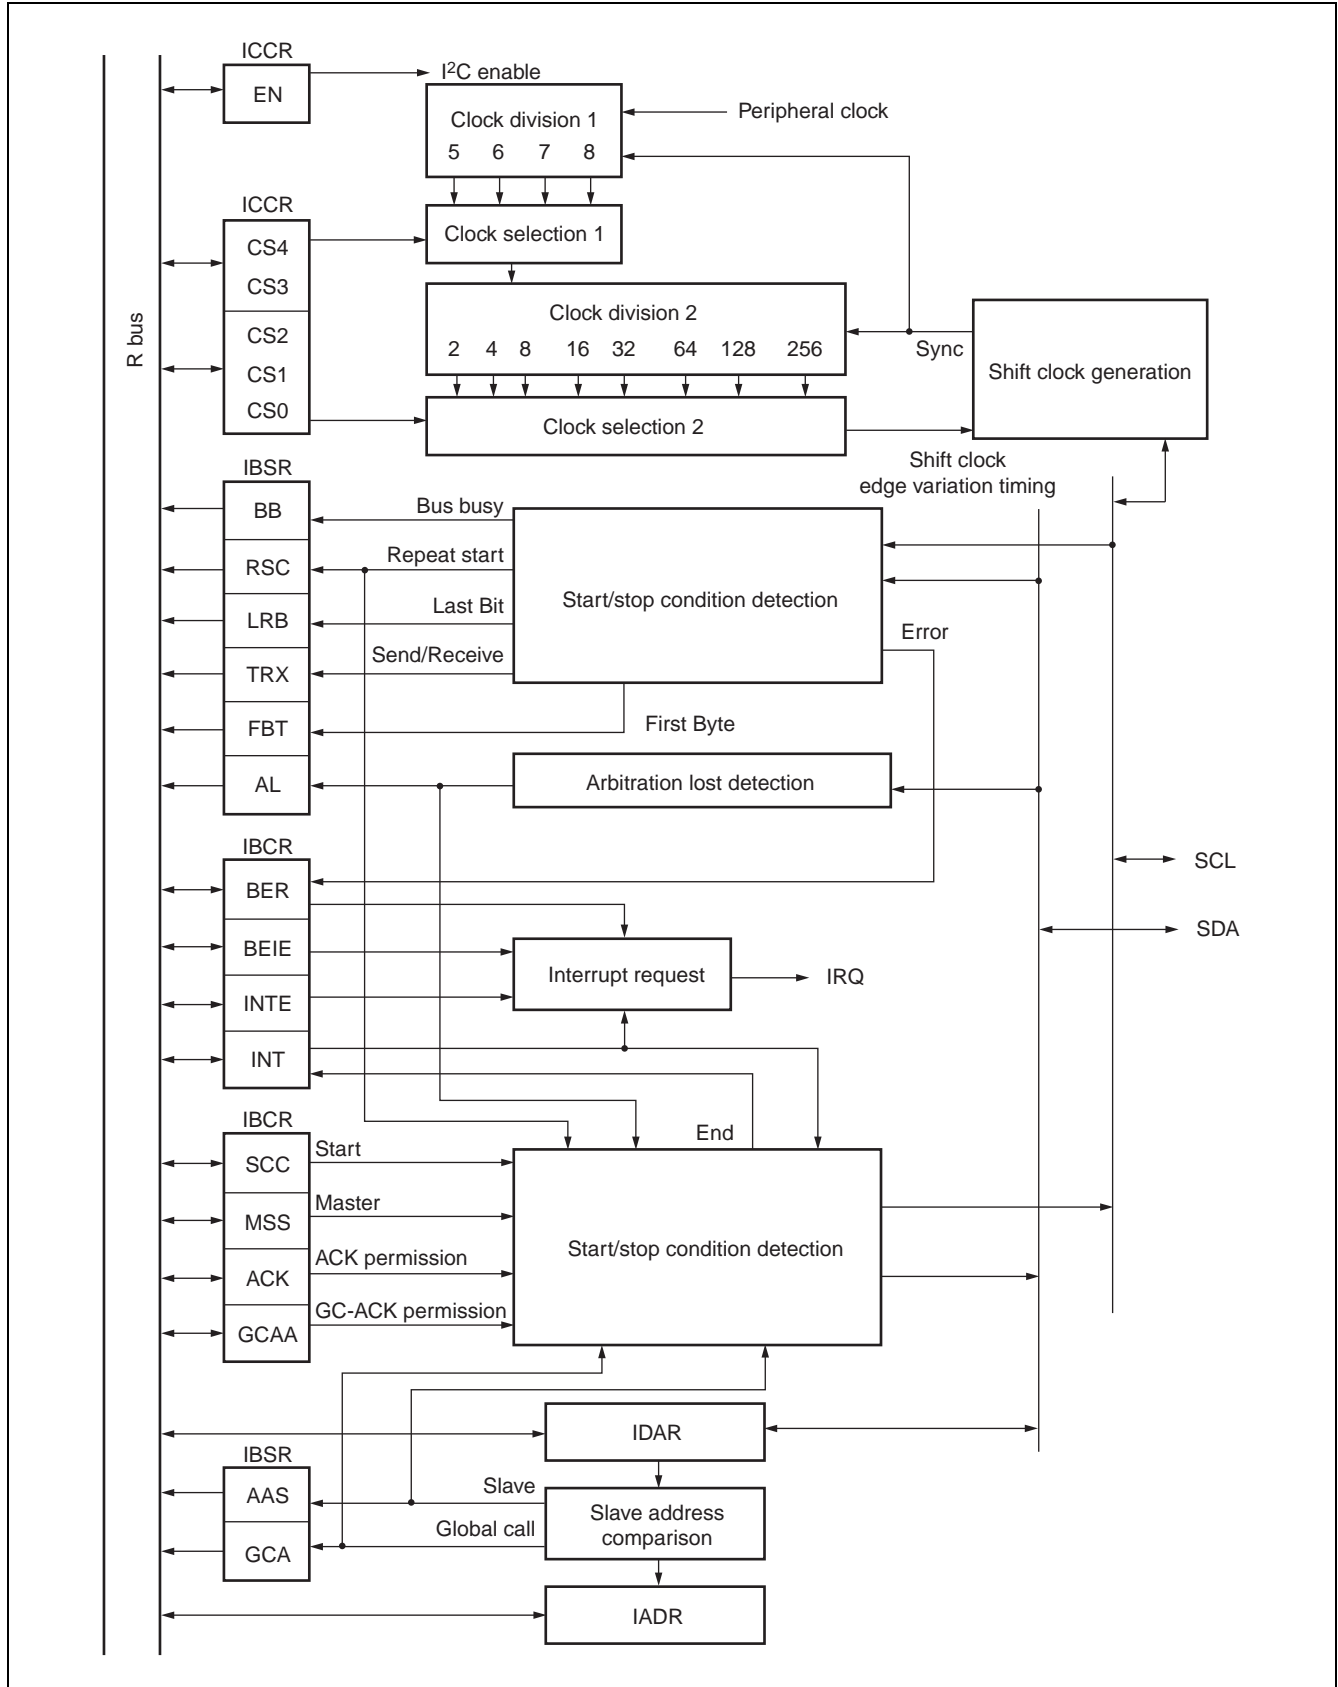 ICCR
EN
I²C enable
Clock division 1
5 6 7 8
Peripheral clock
ICCR
CS4
CS3
CS2
CS1
CS0
Clock selection 1
Clock division 2
2 4 8 16 32 64 128 256
Sync
Shift clock generation
Clock selection 2
Shift clock
edge variation timing
R bus
IBSR
BB
RSC
LRB
TRX
FBT
AL
Bus busy
Repeat start
Last Bit
Send/Receive
Start/stop condition detection
Error
First Byte
Arbitration lost detection
IBCR
BER
BEIE
INTE
INT
Interrupt request
IRQ
SCL
SDA
End
IBCR
SCC
MSS
ACK
GCAA
Start
Master
ACK permission
GC-ACK permission
Start/stop condition detection
IDAR
IBSR
AAS
GCA
Slave
Global call
Slave address
comparison
IADR